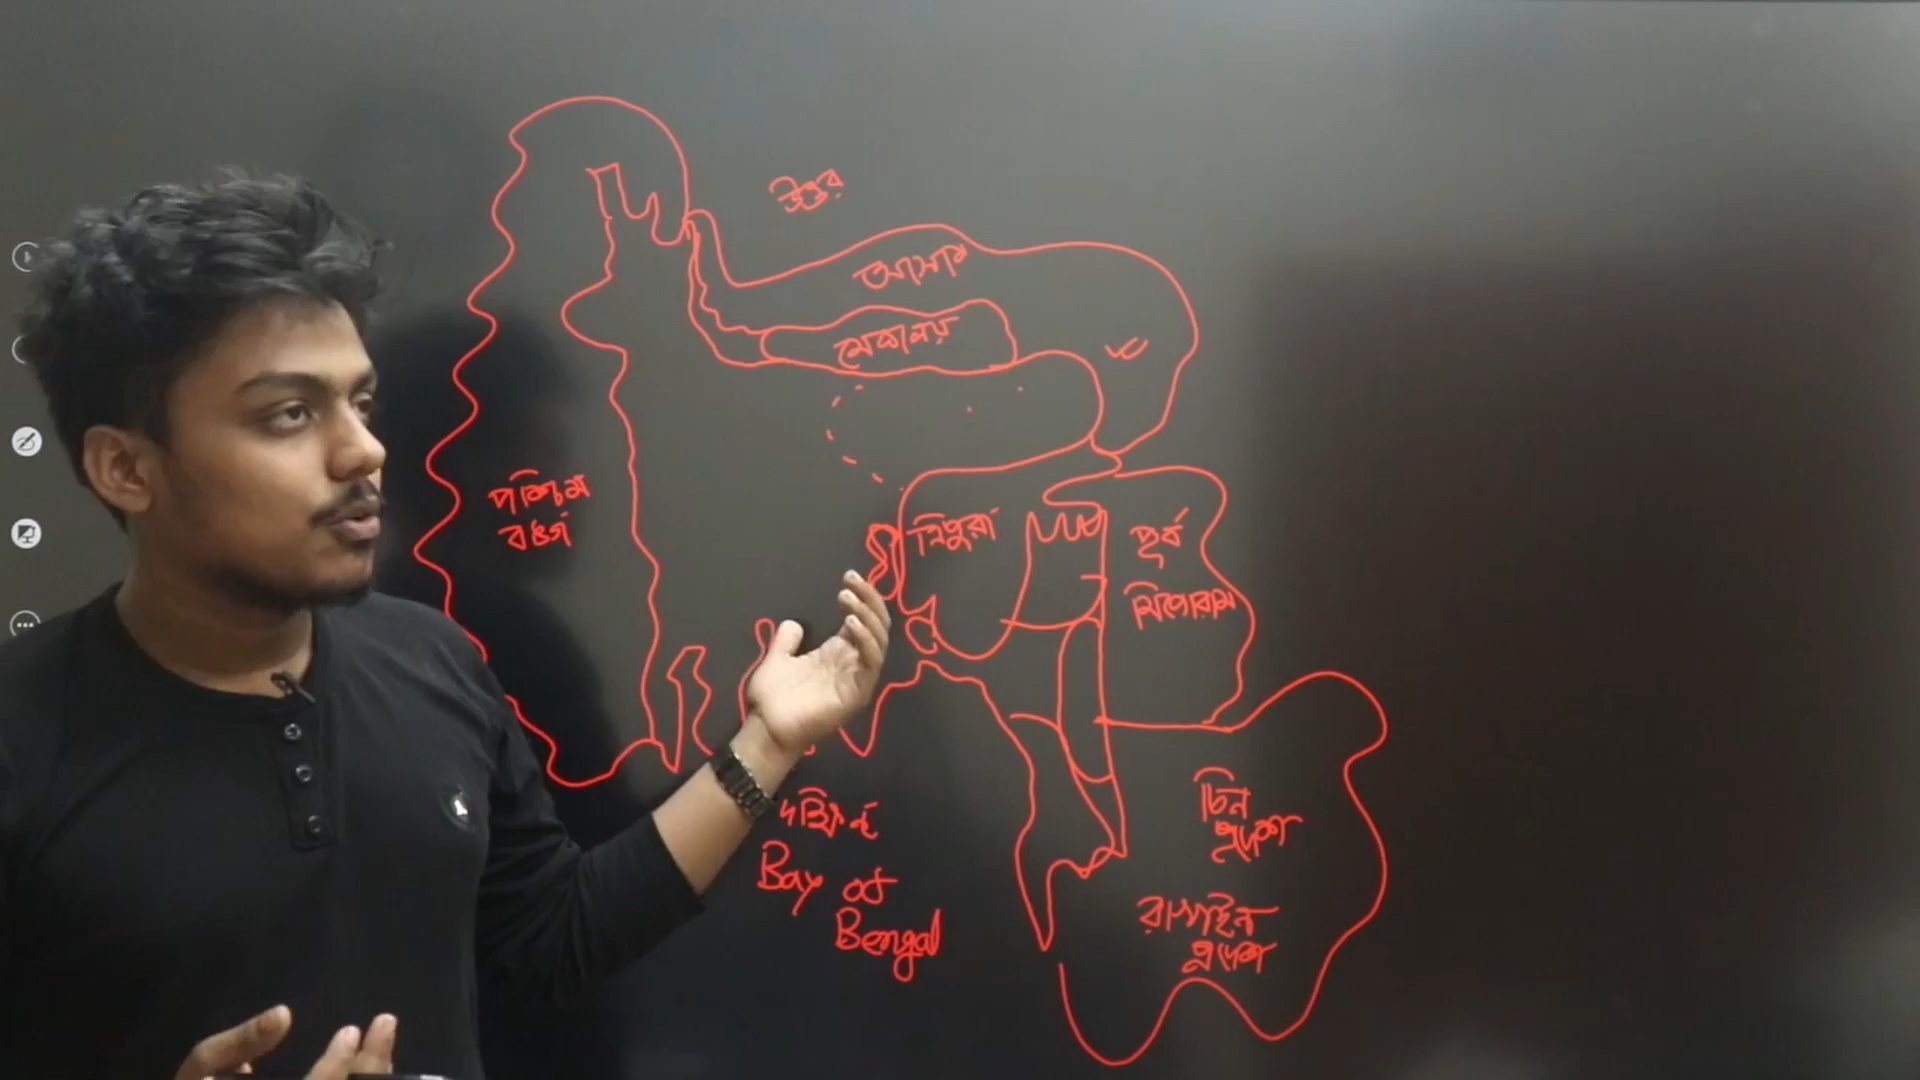 উত্তর
আসাম
মেঘালয়
পশ্চিম
বঙ্গ
ত্রিপুরা
পূর্ব
মিজোরাম
দক্ষিন
Bay of
Bengal
চিন
প্রদেশ
রাখাইন
প্রদেশ